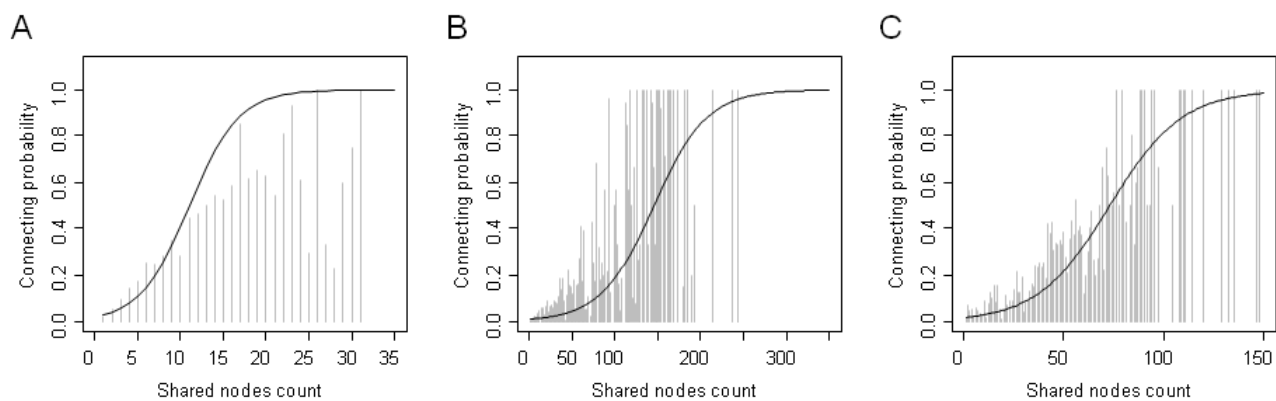 A
B
C
Connecting probability
0.0 0.2 0.4 0.6 0.8 1.0
0 5 10 15 20 25 30 35
Shared nodes count
Connecting probability
0.0 0.2 0.4 0.6 0.8 1.0
0 50 100 200 300
Shared nodes count
Connecting probability
0.0 0.2 0.4 0.6 0.8 1.0
0 50 100 150
Shared nodes count